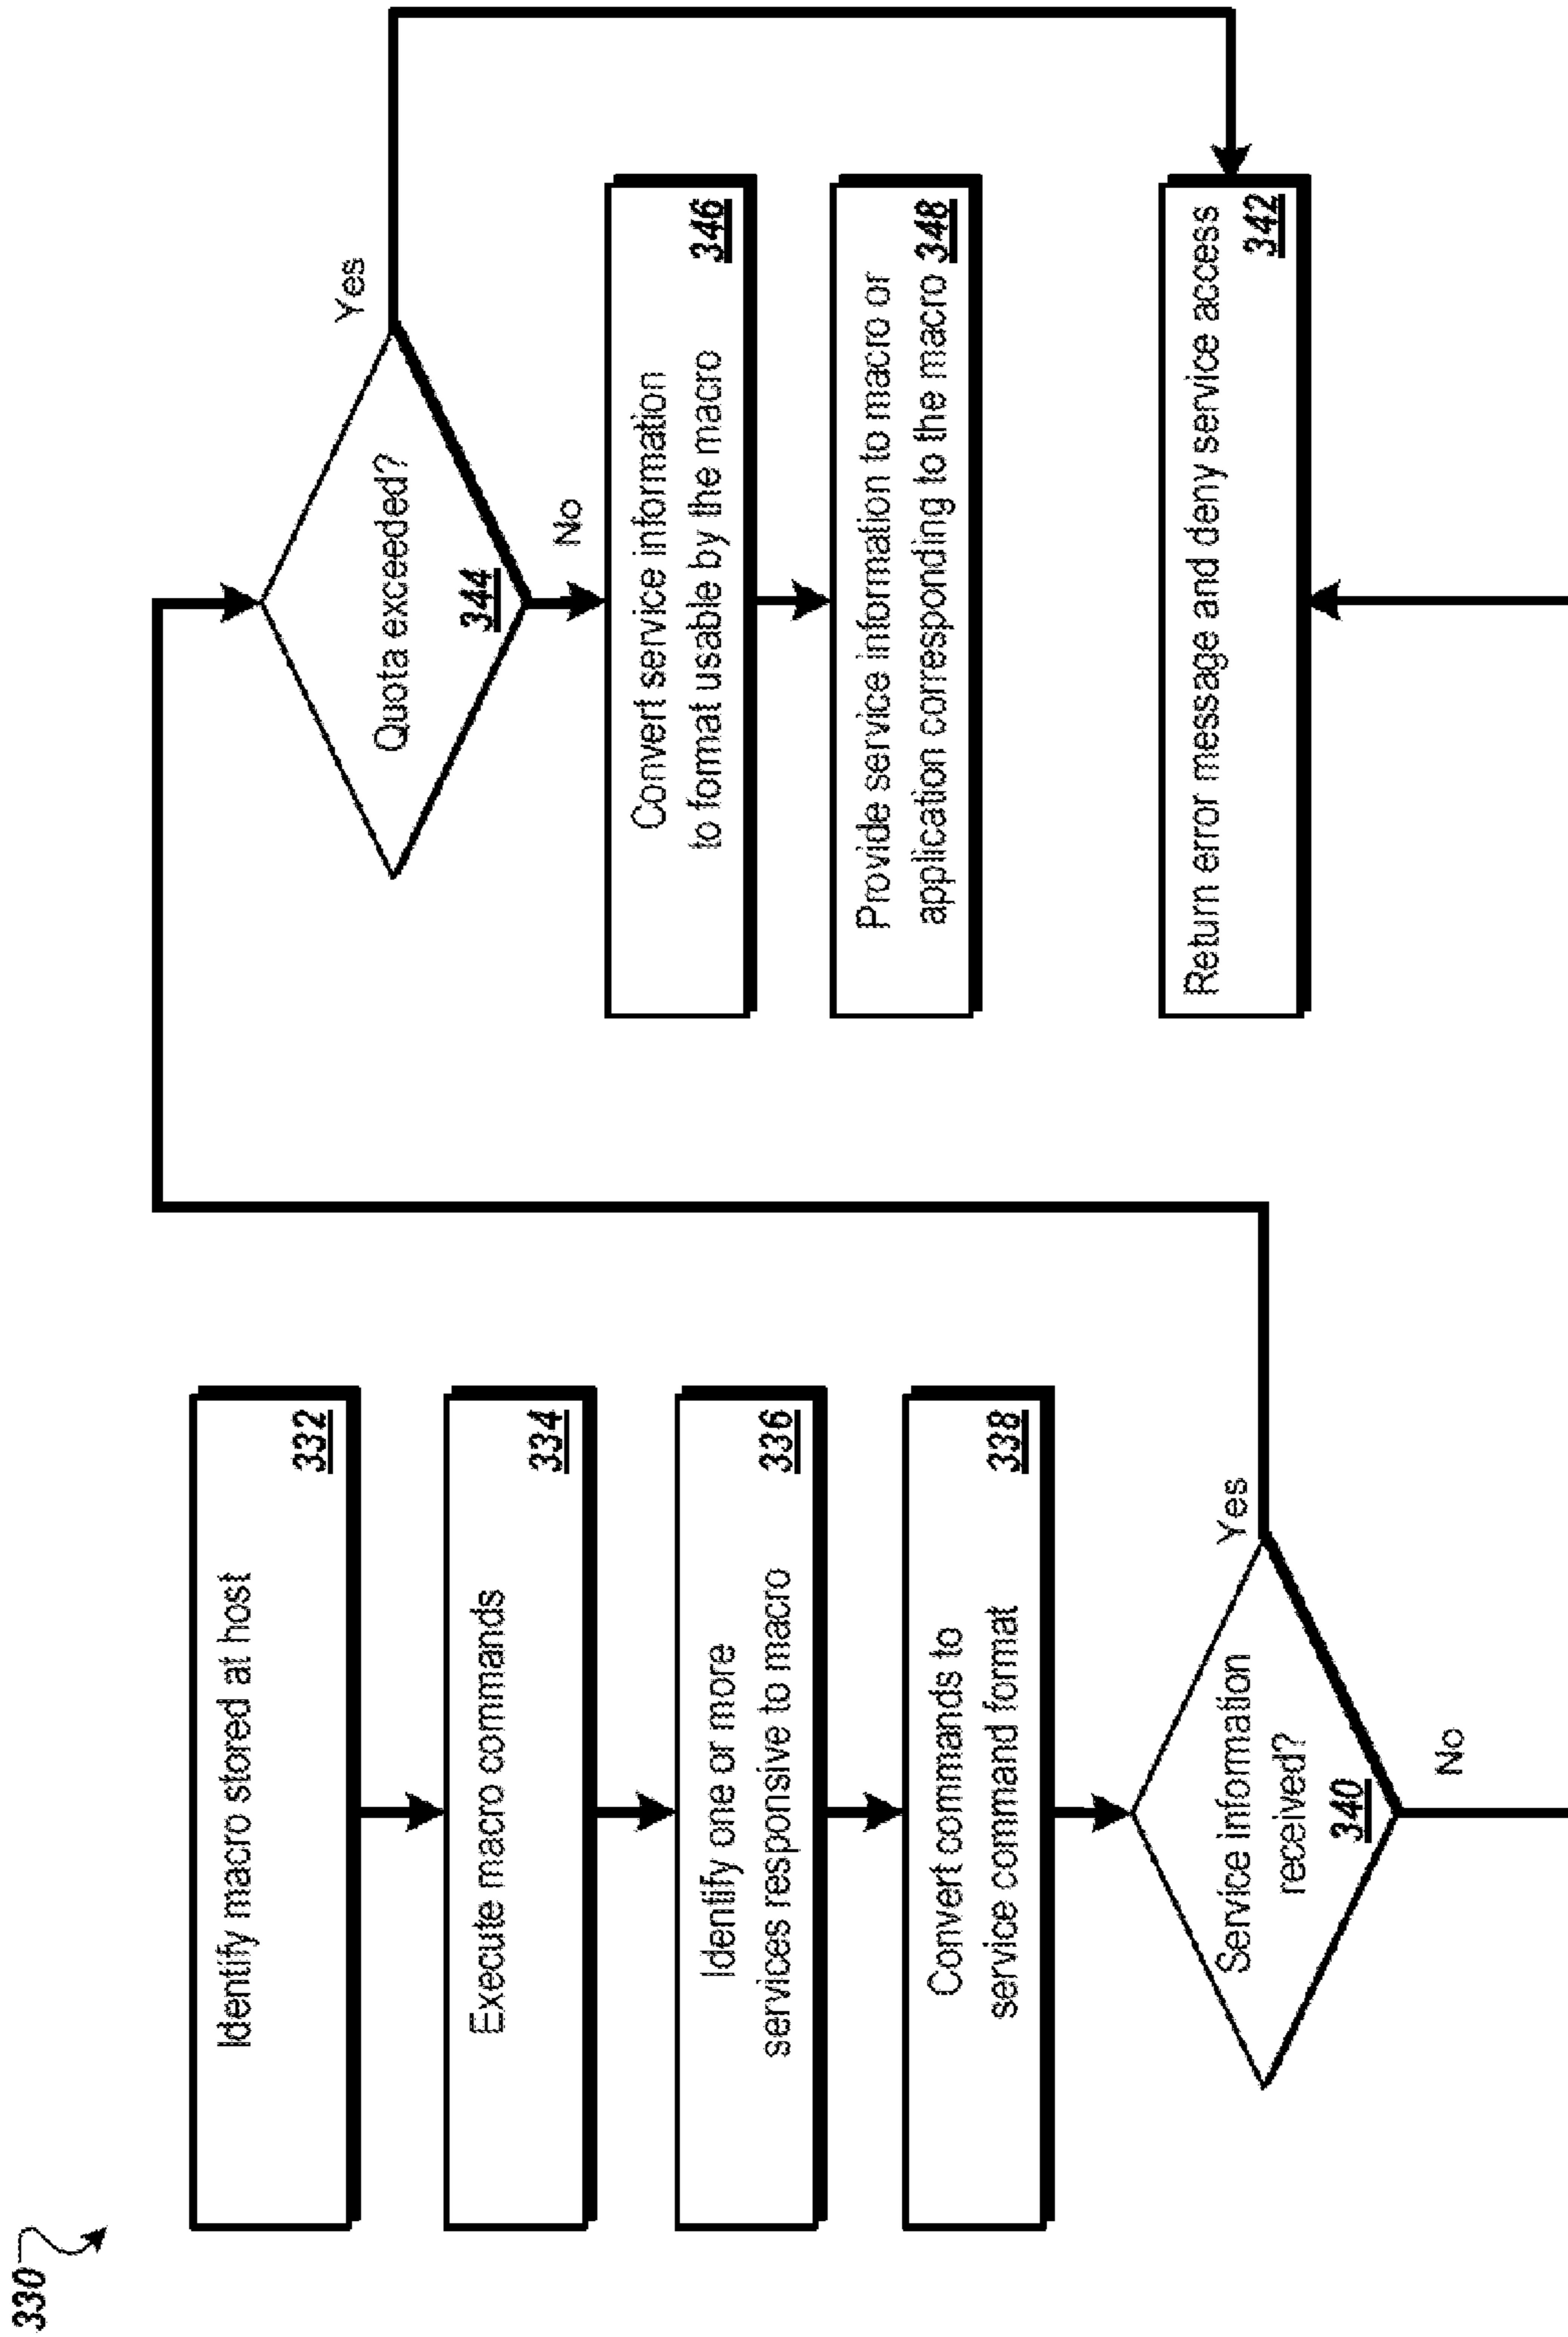 330
Identify macro stored at host
332
Execute macro commands
334
Identify one or more
services responsive to macro
336
Convert commands to
service command format
338
Service information
received?
340
Yes
No
Quota exceeded?
344
Yes
No
Convert service information
to format usable by the macro
346
Provide service information to macro or
application corresponding to the macro 348
Return error message and deny service access
342